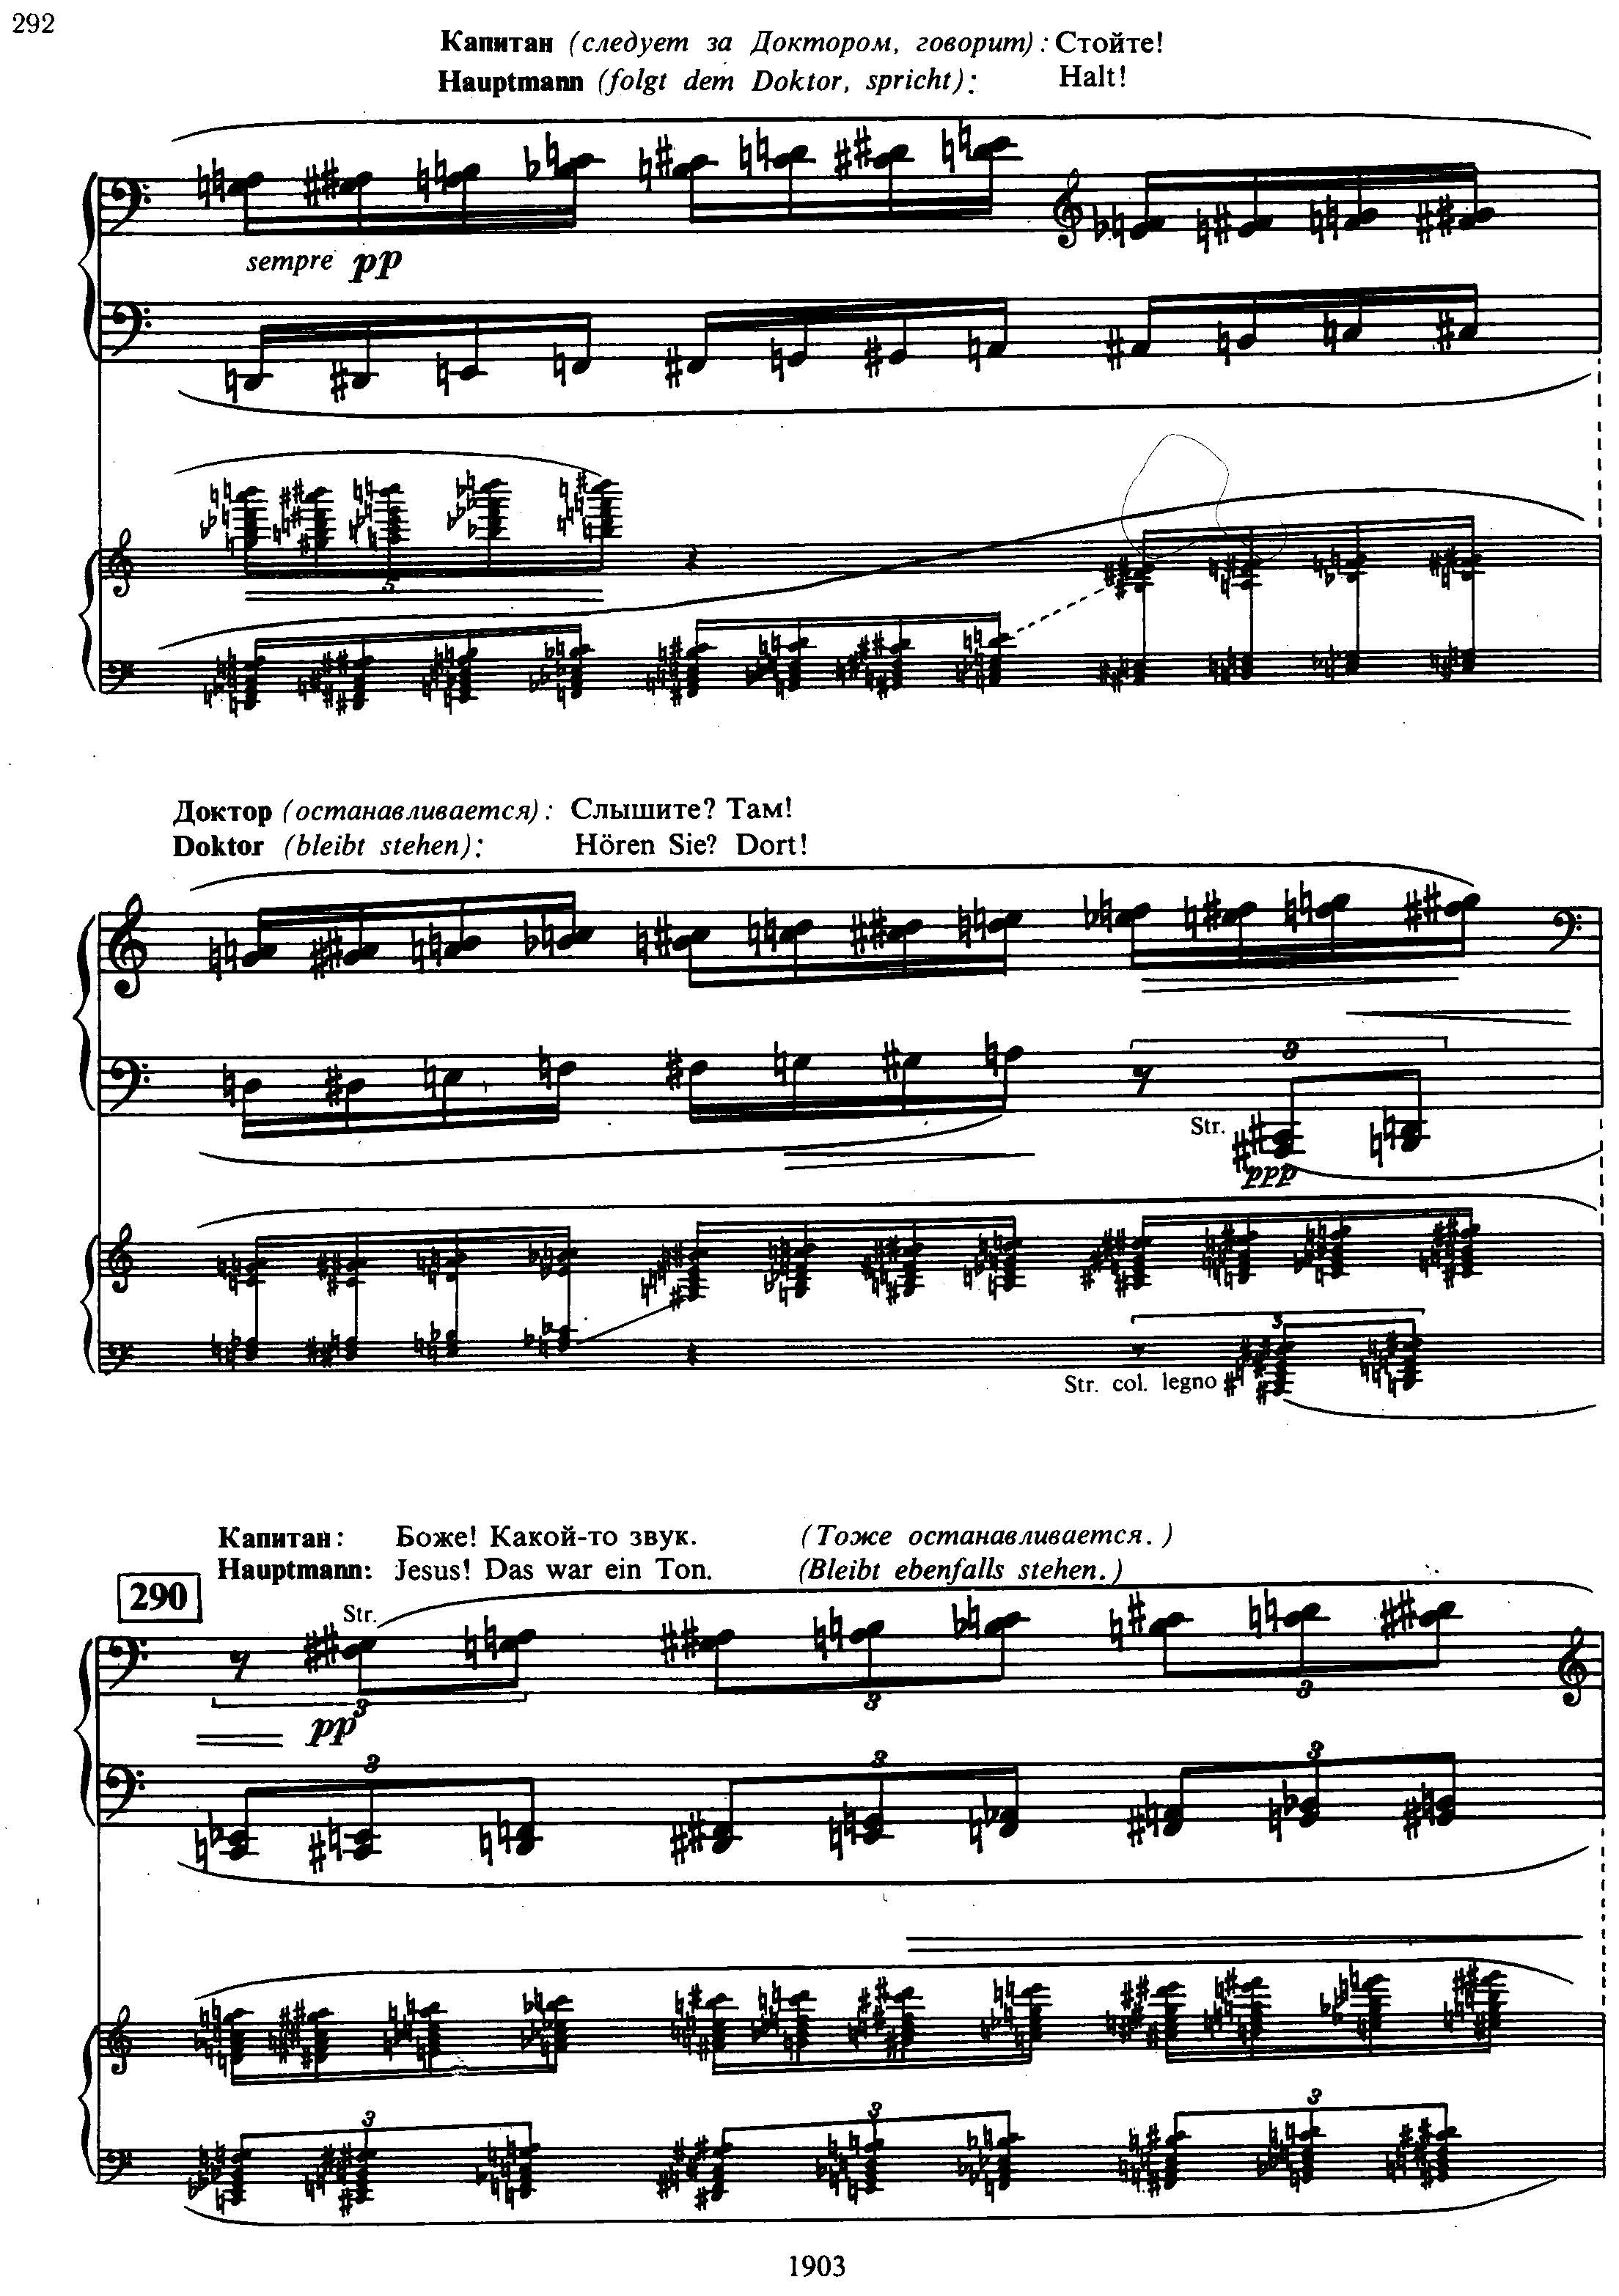 292
Капитан (следует за Доктором, говорит): Стойте!
Hauptmann (folgt dem Doktor, spricht): Halt!
sempre pp
5
Доктор (останавливается): Слышите? Там!
Doktor (bleibt stehen): Hören Sie? Dort!
3
Str.
ppp
3
Str. col. legno
Капитан: Боже! Какой-то звук. (Тоже останавливается.)
Hauptmann: Jesus! Das war ein Ton. (Bleibt ebenfalls stehen.)
290
Str.
3 3 3
pp
3 3 3
3 3 3
1903